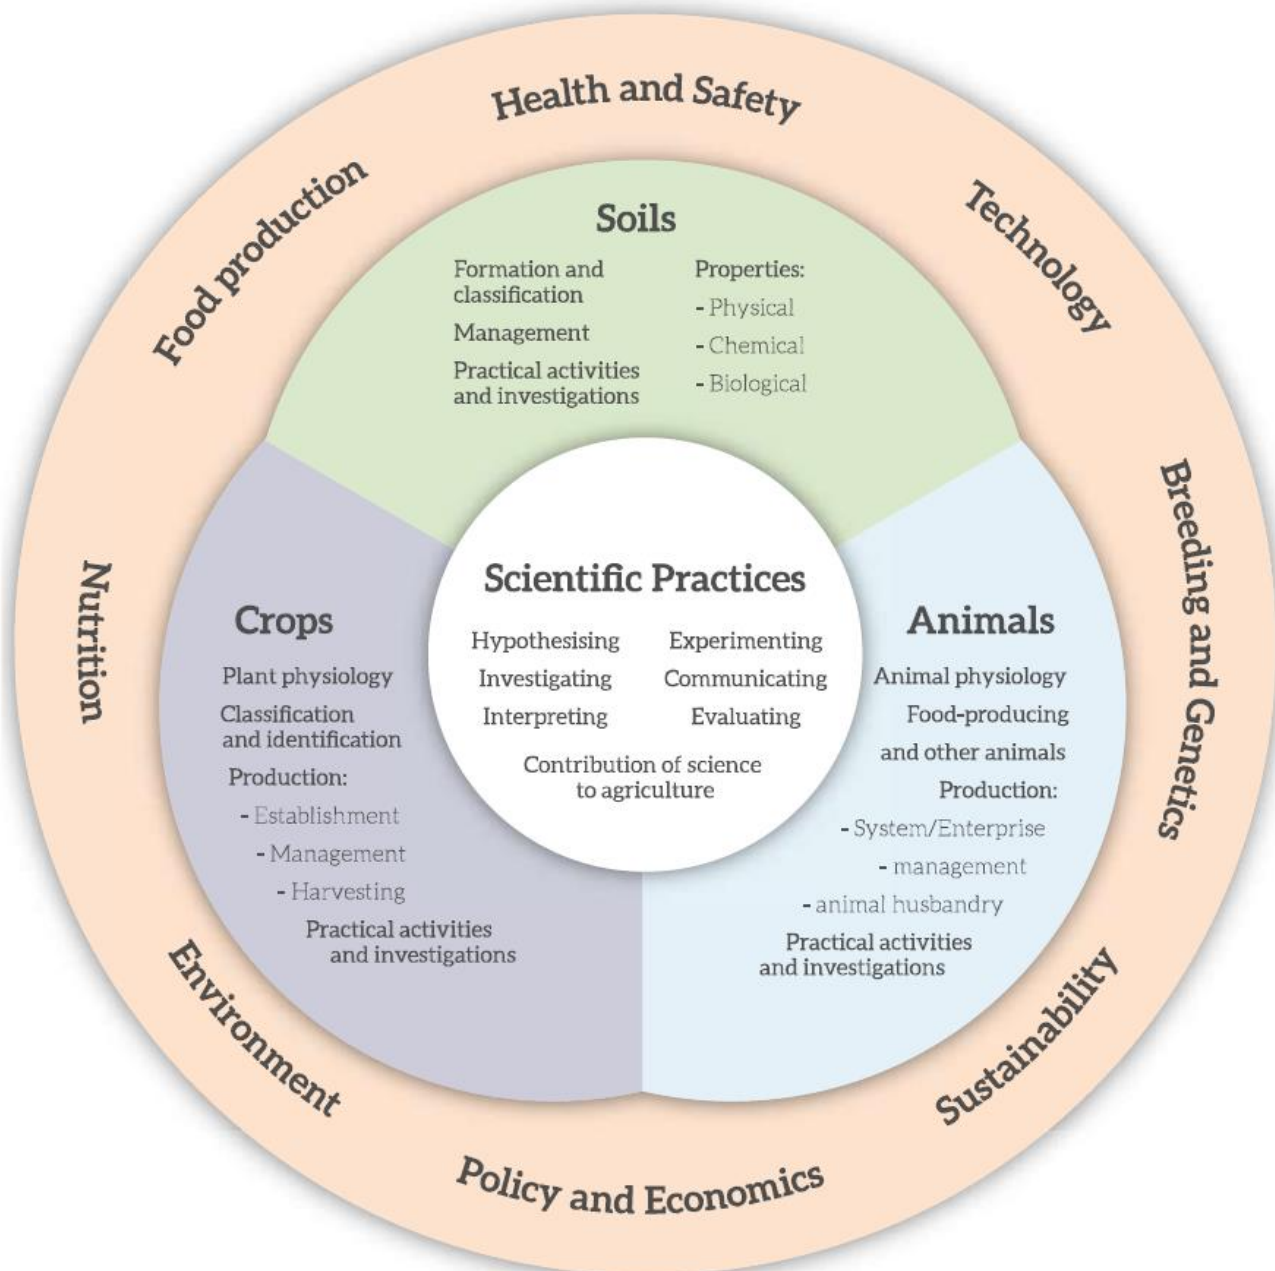 Health and Safety
Technology
Breeding and Genetics
Sustainability
Policy and Economics
Environment
Nutrition
Food production
Soils
Formation and
classification
Management
Practical activities
and investigations
Properties:
- Physical
- Chemical
- Biological
Scientific Practices
Hypothesising
Investigating
Interpreting
Experimenting
Communicating
Evaluating
Contribution of science
to agriculture
Crops
Plant physiology
Classification
and identification
Production:
- Establishment
- Management
- Harvesting
Practical activities
and investigations
Animals
Animal physiology
Food-producing
and other animals
Production:
- System/Enterprise
- management
- animal husbandry
Practical activities
and investigations